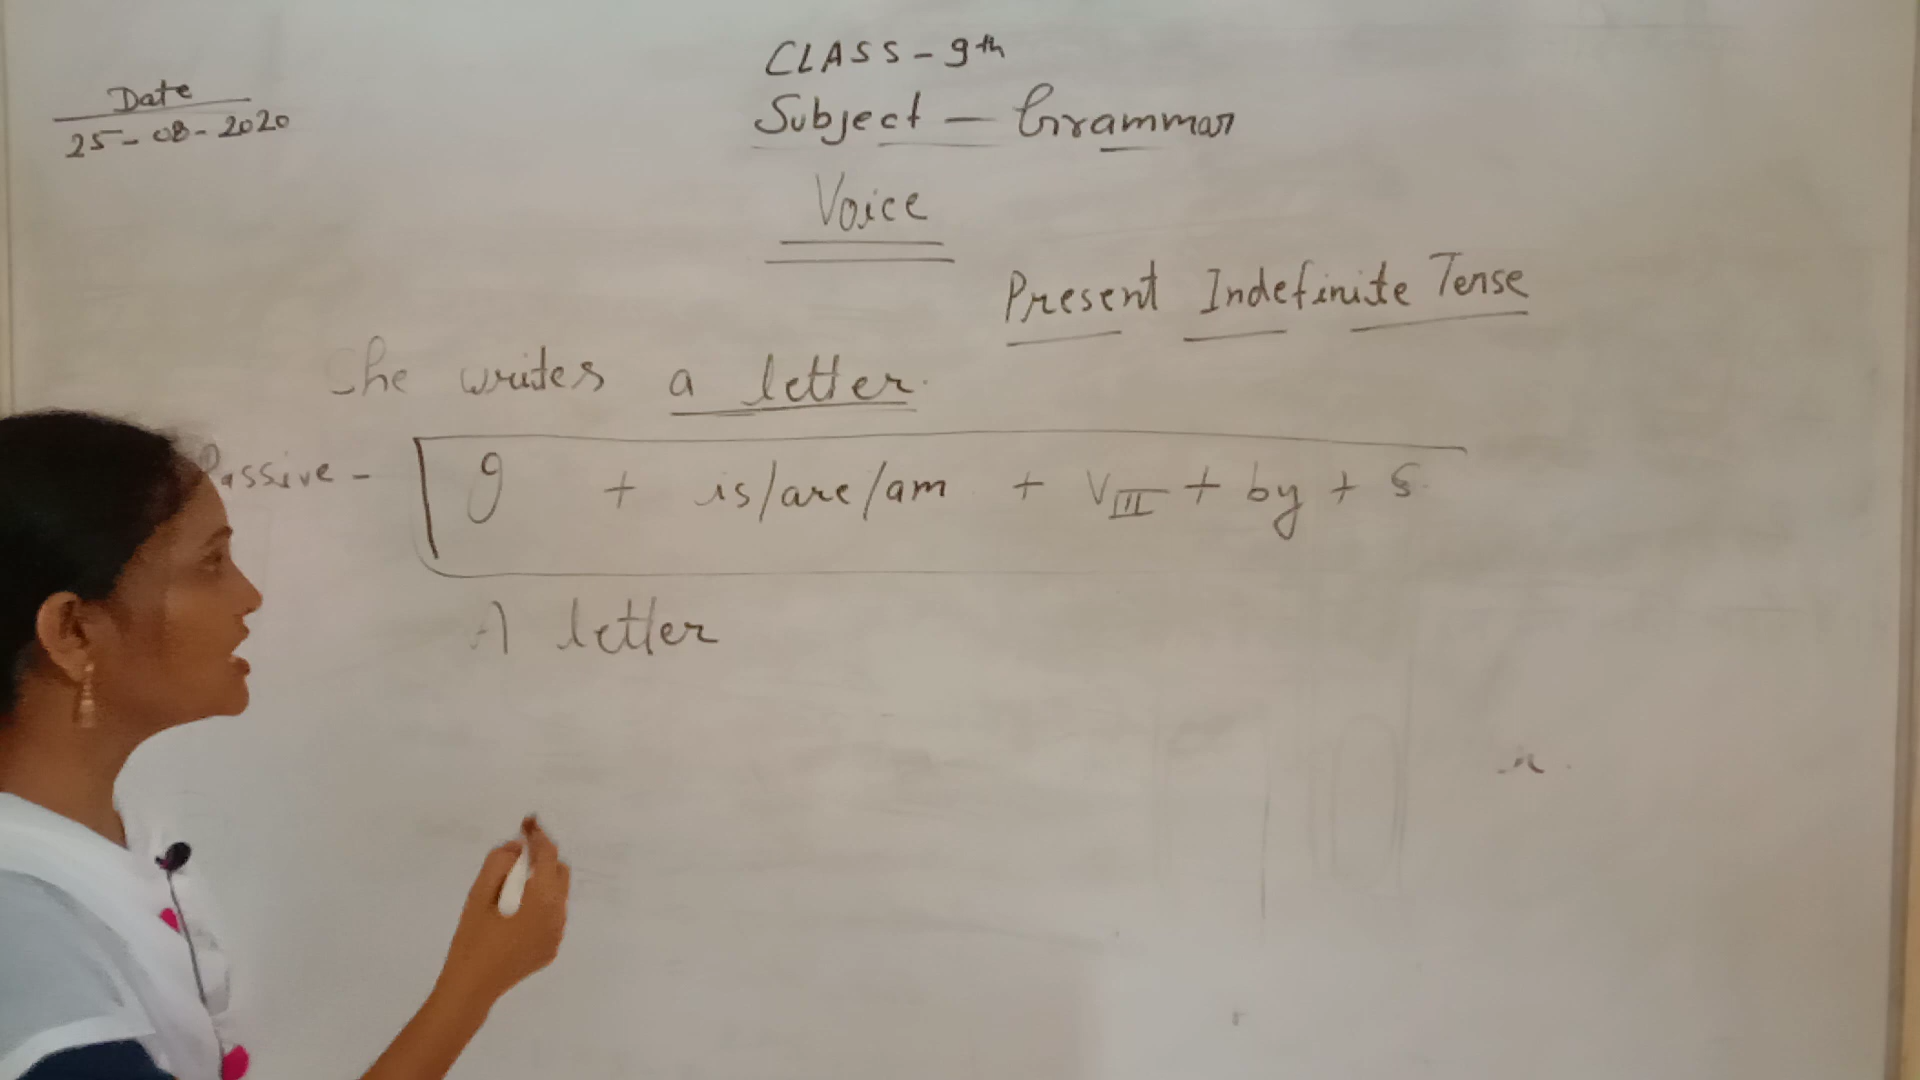 CLASS - 9th
Date
25-08-2020
Subject - Grammar
Voice
Present Indefinite Tense
She writes a letter.
Passive - + is/are/am + VIII + by + S
A letter